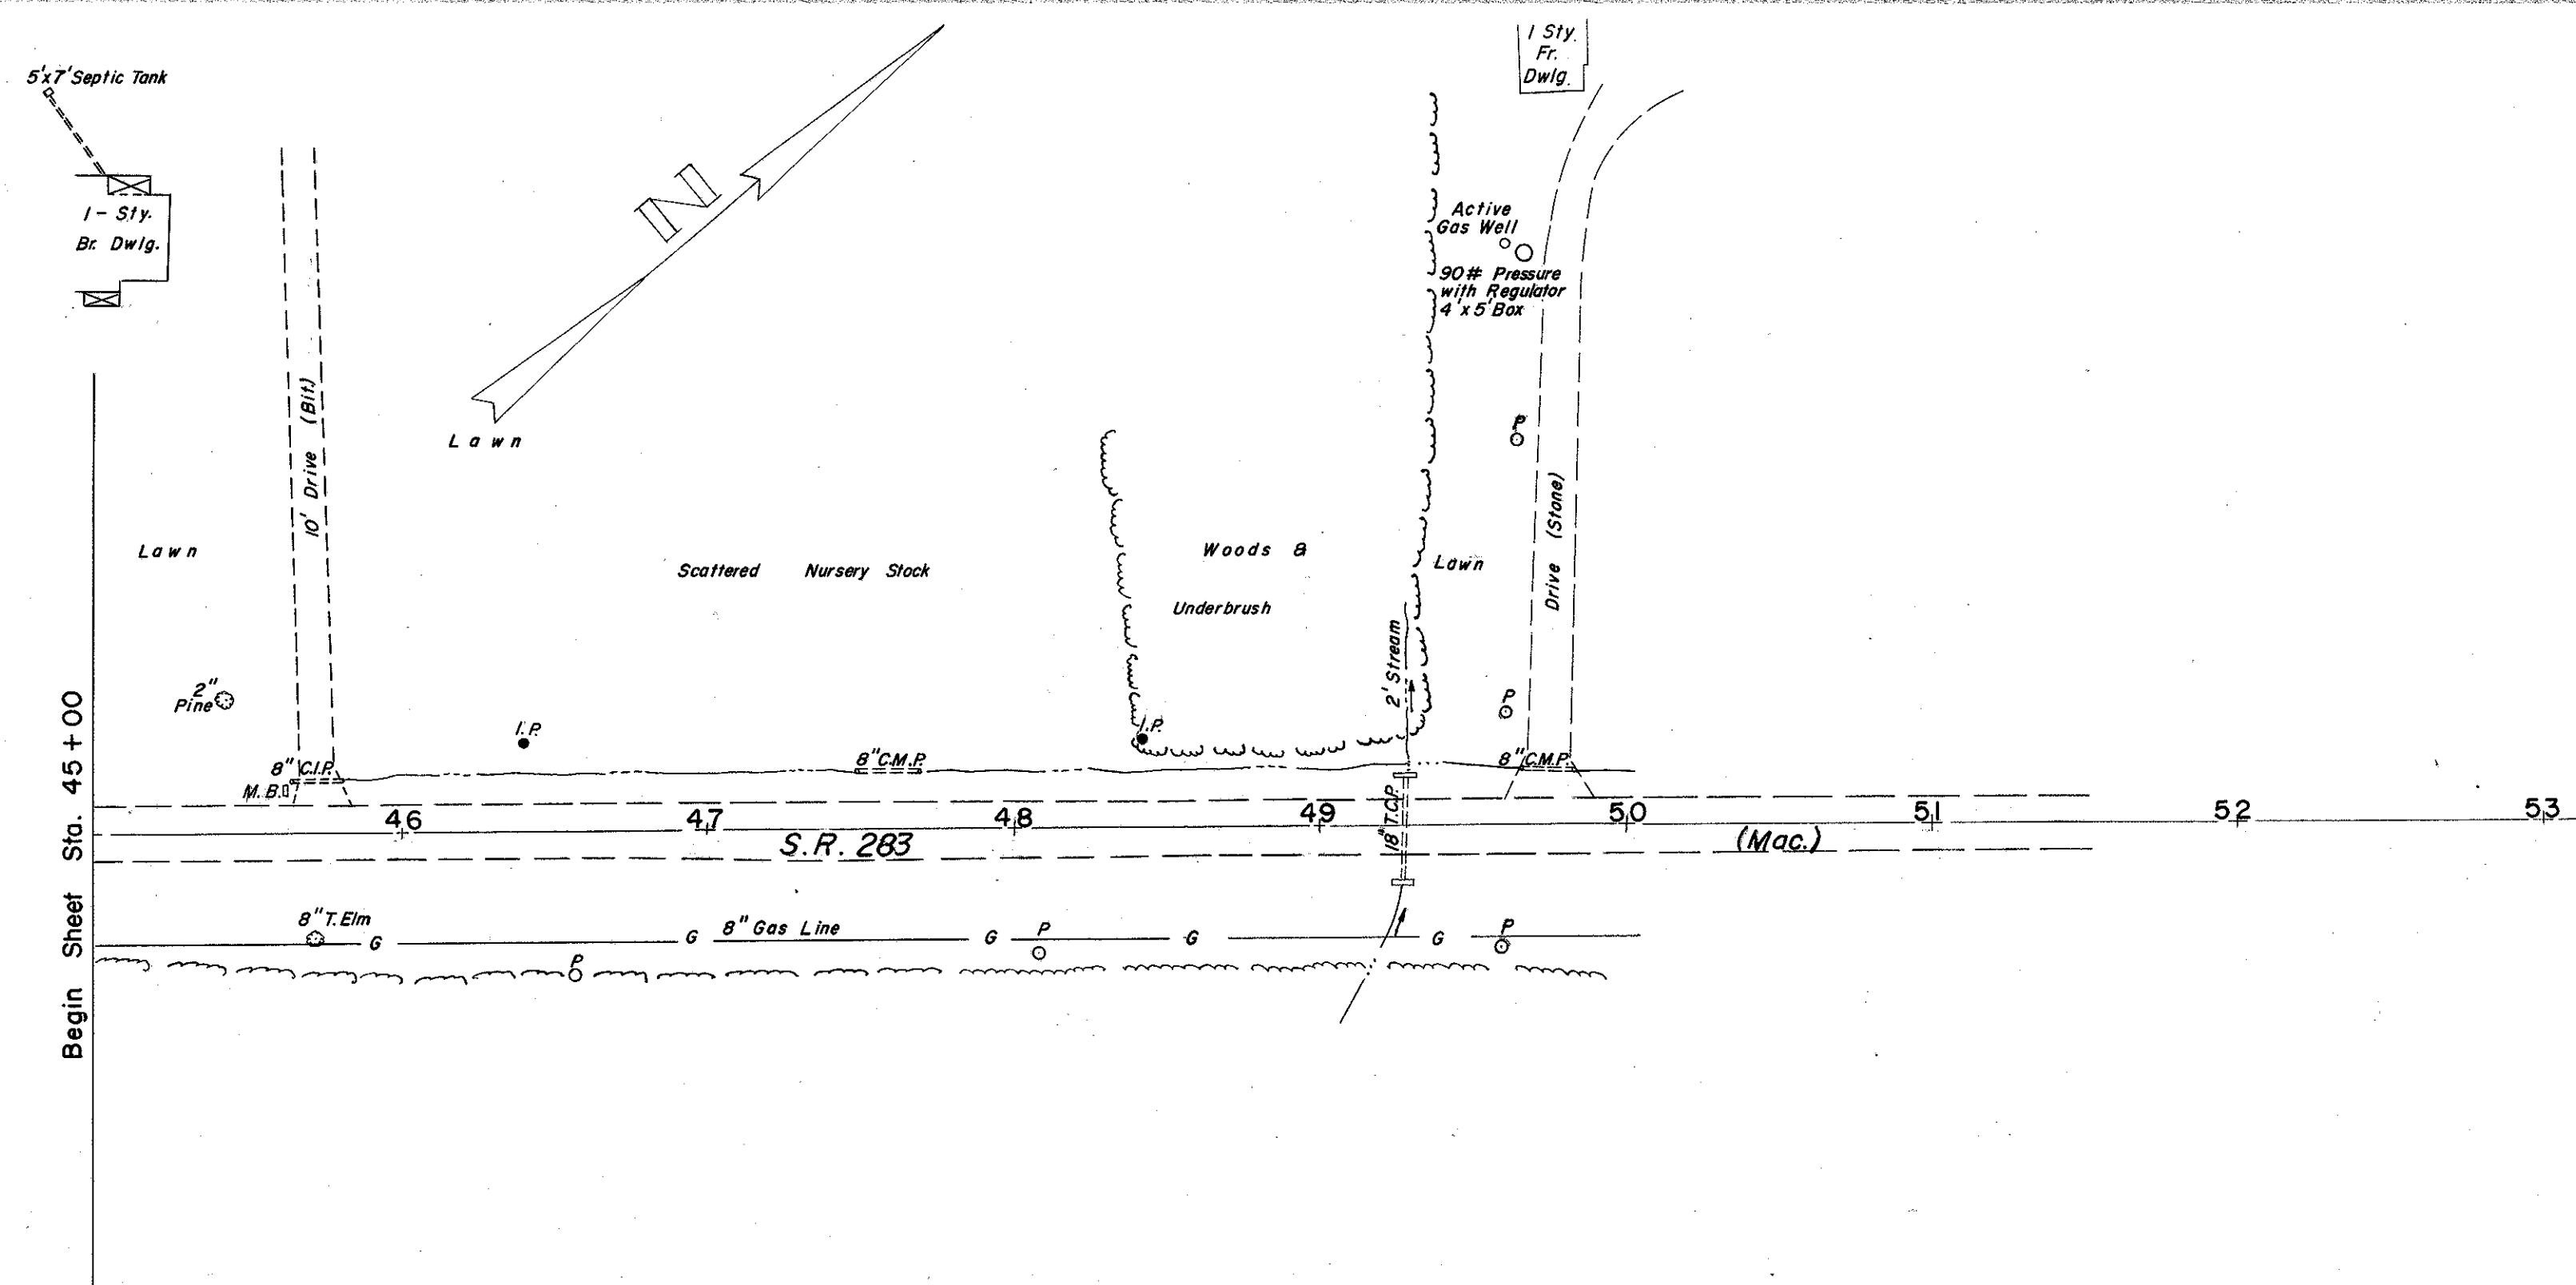 5'x7' Septic Tank
1 - Sty.
Br. Dwlg.
N
1 Sty.
Fr.
Dwlg.
Active
Gas Well
90# Pressure
with Regulator
4'x5' Box
10' Drive (Bit.)
Lawn
Lawn
Scattered Nursery Stock
Woods &
Underbrush
Lawn
Drive (Stone)
P
P
2' Stream
2"
Pine
I.P.
I.P.
8" C.I.P.
M.B.
8" C.M.P.
8" C.M.P.
18" T.C.P.
46 47 48 49 50 51 52 53
S.R. 283
(Mac.)
8" T. Elm
G G 8" Gas Line G P G G P
P
Begin Sheet Sta. 45 + 00